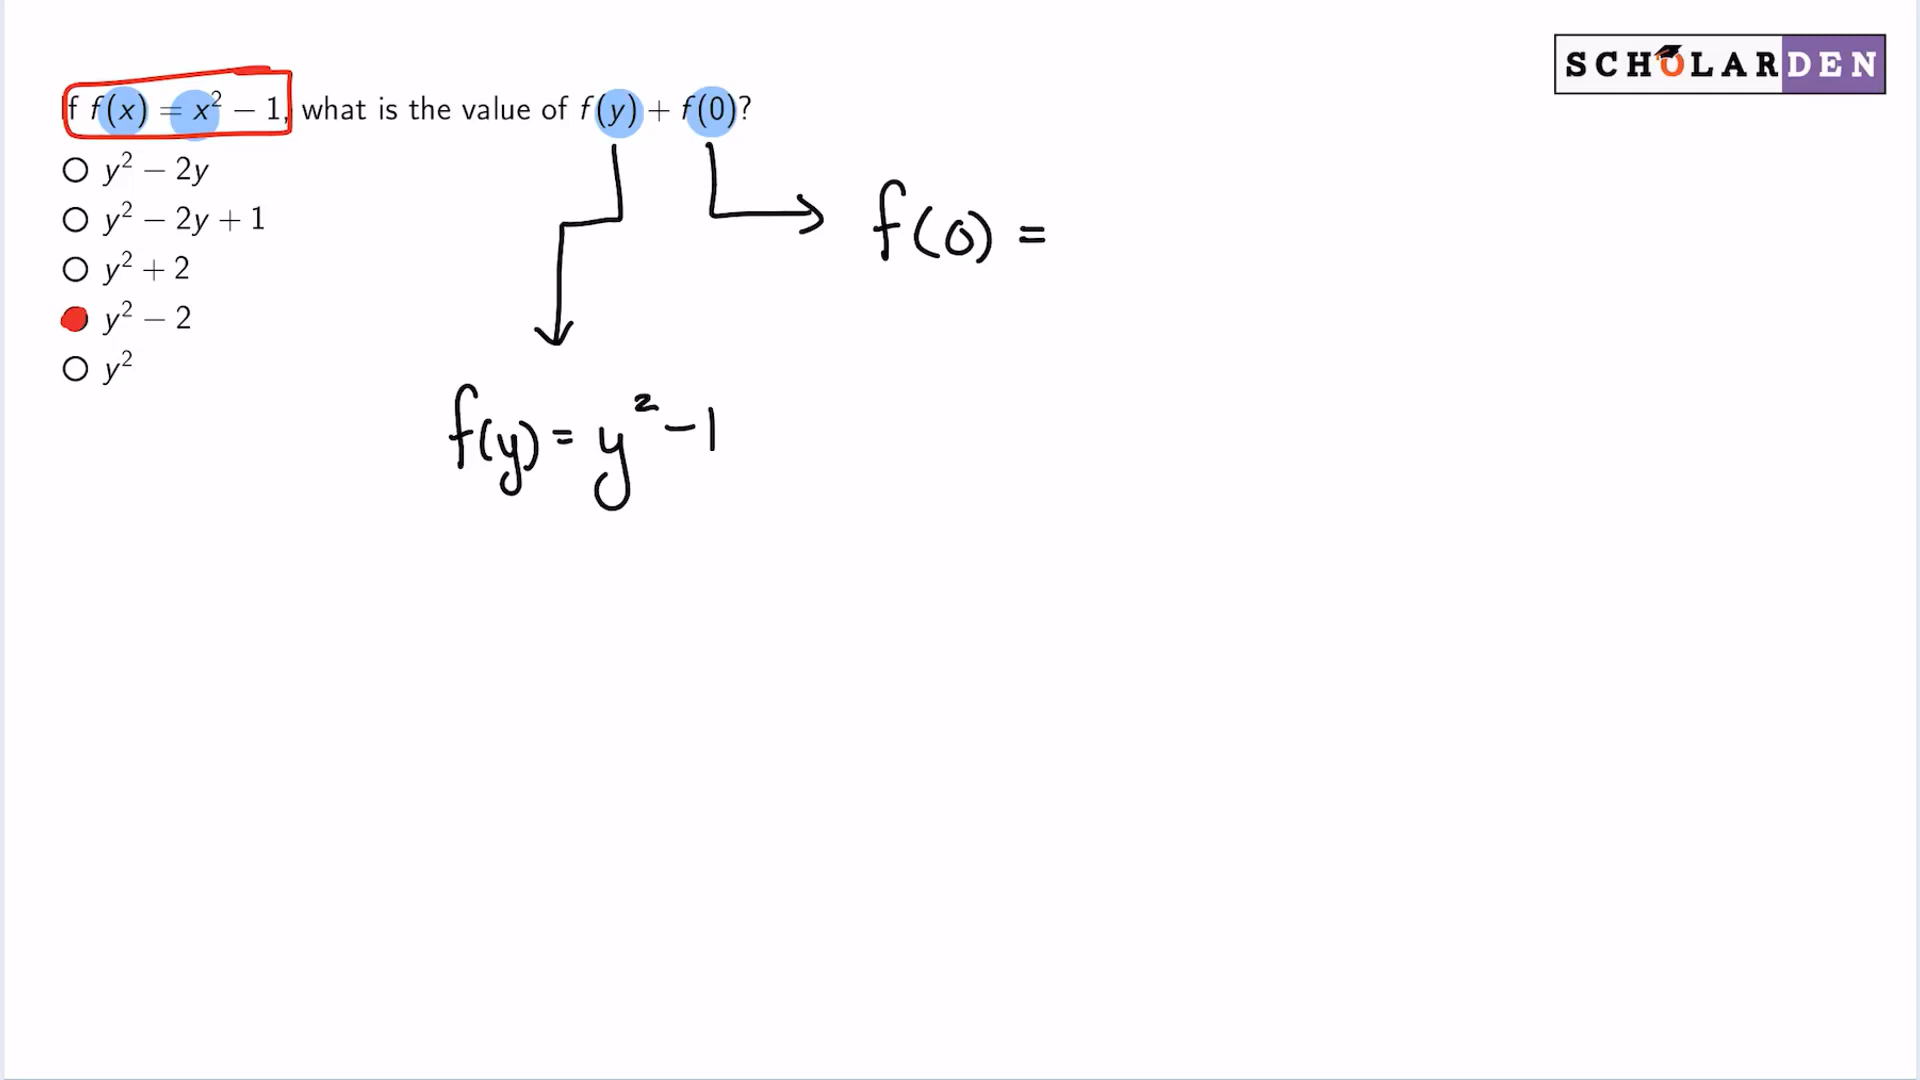 If f(x) = x² − 1, what is the value of f(y) + f(0)?
y² − 2y
y² − 2y + 1
y² + 2
y² − 2
y²
SCHOLARDEN
f(0) =
f(y) = y² − 1